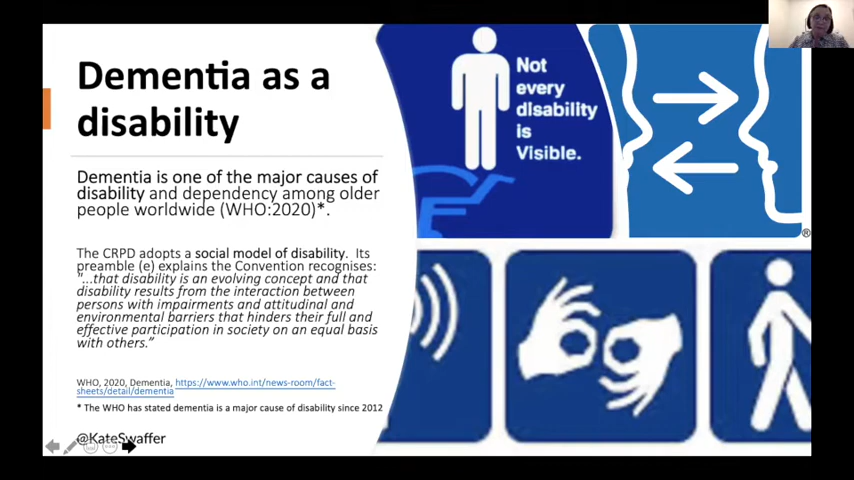 Dementia as a
disability
Dementia is one of the major causes of
disability and dependency among older
people worldwide (WHO:2020)*.
The CRPD adopts a social model of disability. Its
preamble (e) explains the Convention recognises:
"...that disability is an evolving concept and that
disability results from the interaction between
persons with impairments and attitudinal and
environmental barriers that hinders their full and
effective participation in society on an equal basis
with others."
WHO, 2020, Dementia, https://www.who.int/news-room/fact-
sheets/detail/dementia
* The WHO has stated dementia is a major cause of disability since 2012
@KateSwaffer
Not
every
disability
is
Visible.
®